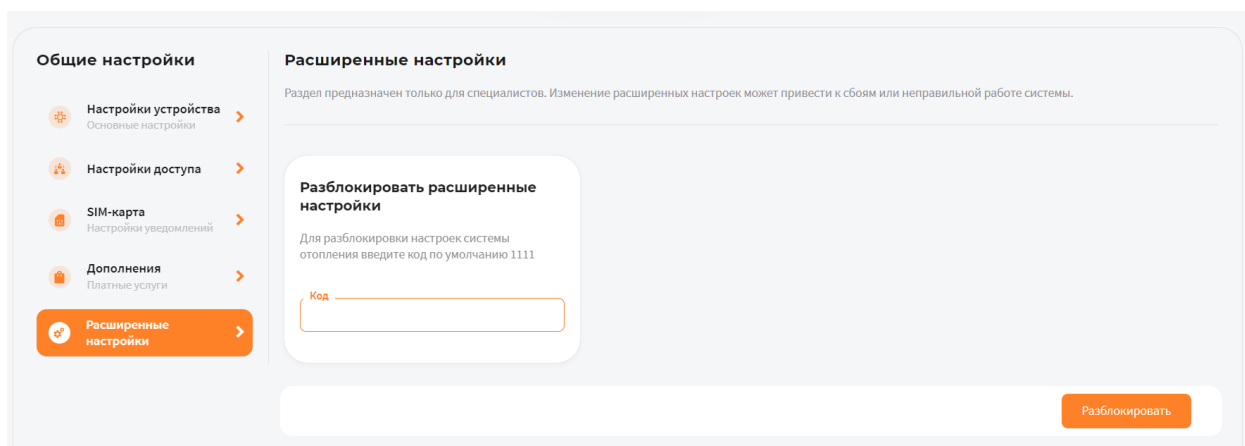 Общие настройки
Настройки устройства
Основные настройки
Настройки доступа
SIM-карта
Настройки уведомлений
Дополнения
Платные услуги
Расширенные
настройки
Расширенные настройки
Раздел предназначен только для специалистов. Изменение расширенных настроек может привести к сбоям или неправильной работе системы.
Разблокировать расширенные
настройки
Для разблокировки настроек системы
отопления введите код по умолчанию 1111
Код
Разблокировать